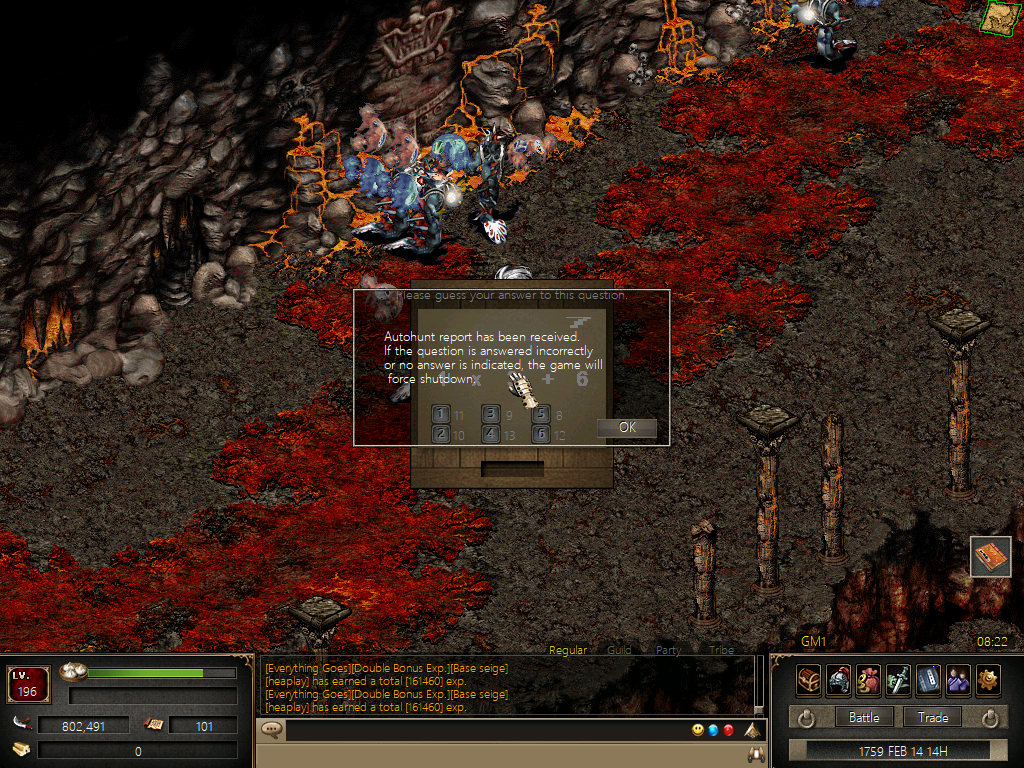 Please guess your answer to this question.
Autohunt report has been received.
If the question is answered incorrectly
or no answer is indicated, the game will
force shutdown.
x + 6
1 11 3 9 5 8
2 10 4 13 6 12
OK
GM1 08:22
Regular Guild Party Tribe
LV.
196
[Everything Goes][Double Bonus Exp.][Base seige]
[heaplay] has earned a total [161460] exp.
[Everything Goes][Double Bonus Exp.][Base seige]
[heaplay] has earned a total [161460] exp.
802,491 101
0
Battle Trade
1759 FEB 14 14H